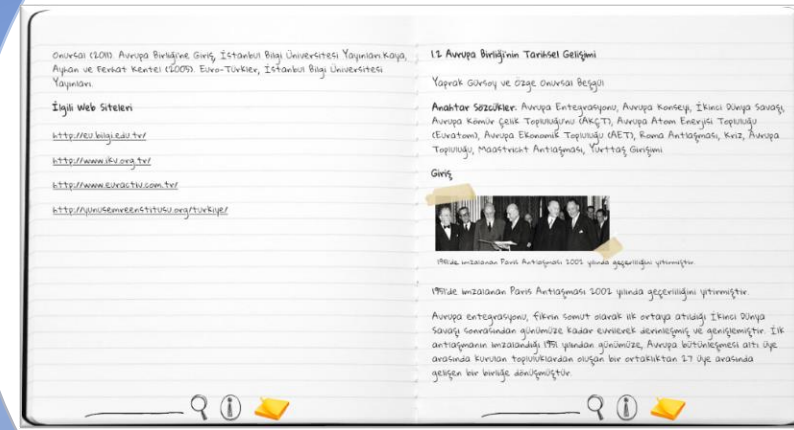 Onursal (2011). Avrupa Birliğine Giriş, İstanbul Bilgi Üniversitesi Yayınları Kaya,
Ayhan ve Ferhat Kentel (2005). Euro-Türkler, İstanbul Bilgi Üniversitesi
Yayınları.
İlgili Web Siteleri
http://eu.bilgi.edu.tr/
http://www.ikv.org.tr/
http://www.euractiv.com.tr/
http://yunusemreenstitusu.org/turkiye/
1.2 Avrupa Birliği'nin Tarihsel Gelişimi
Yaprak Gürsoy ve Özge Onursal Beşgül
Anahtar Sözcükler: Avrupa Entegrasyonu, Avrupa Konseyi, İkinci Dünya Savaşı,
Avrupa Kömür Çelik Topluluğunu (AKÇT), Avrupa Atom Enerjisi Topluluğu
(Euratom), Avrupa Ekonomik Topluluğu (AET), Roma Antlaşması, Kriz, Avrupa
Topluluğu, Maastricht Antlaşması, Yurttaş Girişimi.
Giriş
1951'de imzalanan Paris Antlaşması 2002 yılında geçerliliğini yitirmiştir.
1951'de imzalanan Paris Antlaşması 2002 yılında geçerliliğini yitirmiştir.
Avrupa entegrasyonu, fikrin somut olarak ilk ortaya atıldığı İkinci Dünya
Savaşı sonrasından günümüze kadar evrilerek derinleşmiş ve genişlemiştir. İlk
antlaşmanın imzalandığı 1951 yılından günümüze, Avrupa bütünleşmesi altı üye
arasında kurulan topluluklardan oluşan bir ortaklıktan 27 üye arasında
gelişen bir birliğe dönüşmüştür.